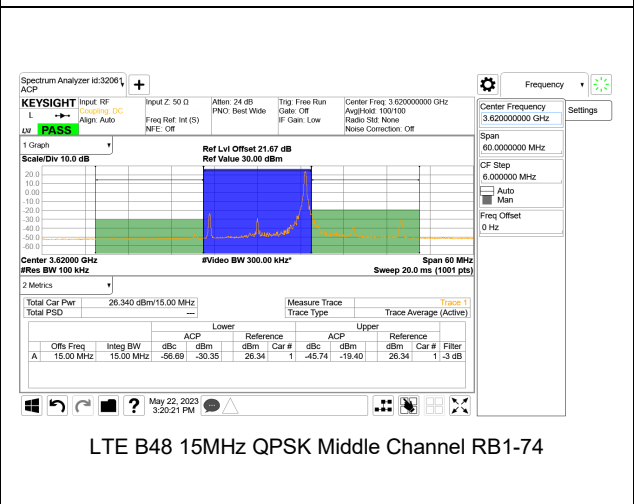 Spectrum Analyzer id:32061
ACP
Frequency
KEYSIGHT Input: RF Input Z: 50 Ω Atten: 24 dB Trig: Free Run Center Freq: 3.620000000 GHz
L Coupling: DC PNO: Best Wide Gate: Off Avg|Hold: 100/100
Align: Auto Freq Ref: Int (S) IF Gain: Low Radio Std: None
LXI PASS NFE: Off Noise Correction: Off
Center Frequency
3.620000000 GHz
Settings
Span
60.0000000 MHz
CF Step
6.000000 MHz
Auto
Man
Freq Offset
0 Hz
1 Graph
Ref Lvl Offset 21.67 dB
Scale/Div 10.0 dB Ref Value 30.00 dBm
20.0
10.0
0.00
-10.0
-20.0
-30.0
-40.0
-50.0
-60.0
Center 3.62000 GHz #Video BW 300.00 kHz* Span 60 MHz
#Res BW 100 kHz Sweep 20.0 ms (1001 pts)
2 Metrics
Total Car Pwr 26.340 dBm/15.00 MHz Measure Trace Trace 1
Total PSD --- Trace Type Trace Average (Active)
Lower Upper
ACP Reference ACP Reference
Offs Freq Integ BW dBc dBm dBm Car # dBc dBm dBm Car # Filter
A 15.00 MHz 15.00 MHz -56.69 -30.35 26.34 1 -45.74 -19.40 26.34 1 -3 dB
May 22, 2023
3:20:21 PM
LTE B48 15MHz QPSK Middle Channel RB1-74